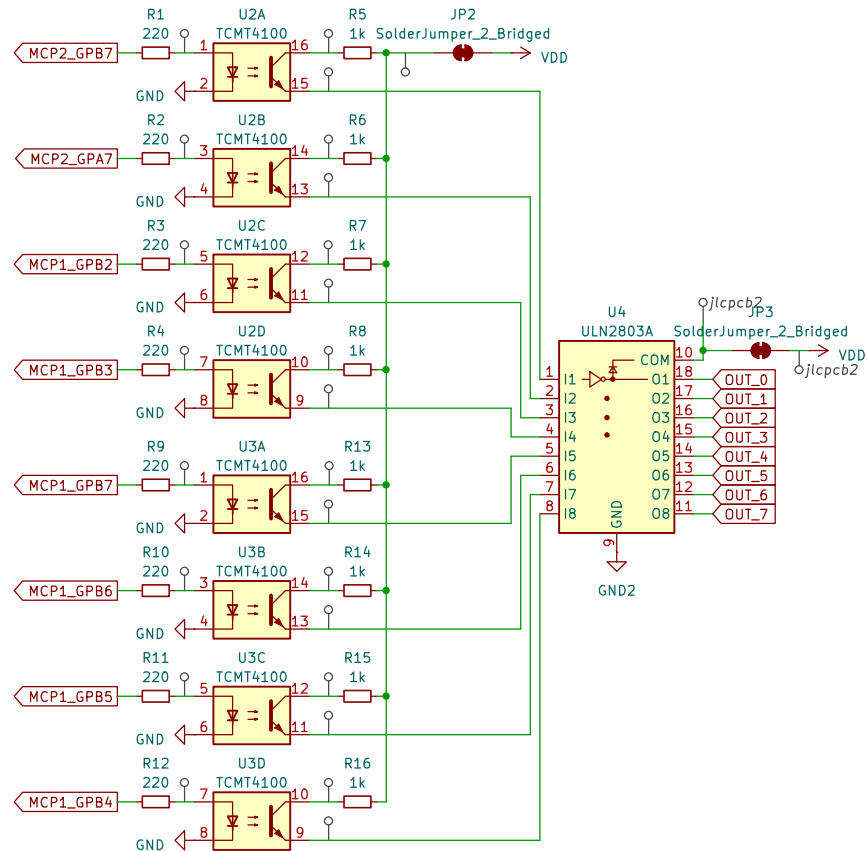 R1 U2A R5 JP2
220 TCMT4100 1k SolderJumper_2_Bridged
MCP2_GPB7 1 16 VDD
GND 2 15
R2 U2B R6
220 TCMT4100 1k
MCP2_GPA7 3 14
GND 4 13
R3 U2C R7
220 TCMT4100 1k
MCP1_GPB2 5 12
GND 6 11
R4 U2D R8
220 TCMT4100 1k
MCP1_GPB3 7 10
GND 8 9
R9 U3A R13
220 TCMT4100 1k
MCP1_GPB7 1 16
GND 2 15
R10 U3B R14
220 TCMT4100 1k
MCP1_GPB6 3 14
GND 4 13
R11 U3C R15
220 TCMT4100 1k
MCP1_GPB5 5 12
GND 6 11
R12 U3D R16
220 TCMT4100 1k
MCP1_GPB4 7 10
GND 8 9
jlcpcb2
U4 JP3
ULN2803A SolderJumper_2_Bridged
COM 10 VDD
jlcpcb2
1 I1 O1 18 OUT_0
2 I2 O2 17 OUT_1
3 I3 O3 16 OUT_2
4 I4 O4 15 OUT_3
5 I5 O5 14 OUT_4
6 I6 O6 13 OUT_5
7 I7 O7 12 OUT_6
8 I8 O8 11 OUT_7
GND
9
GND2